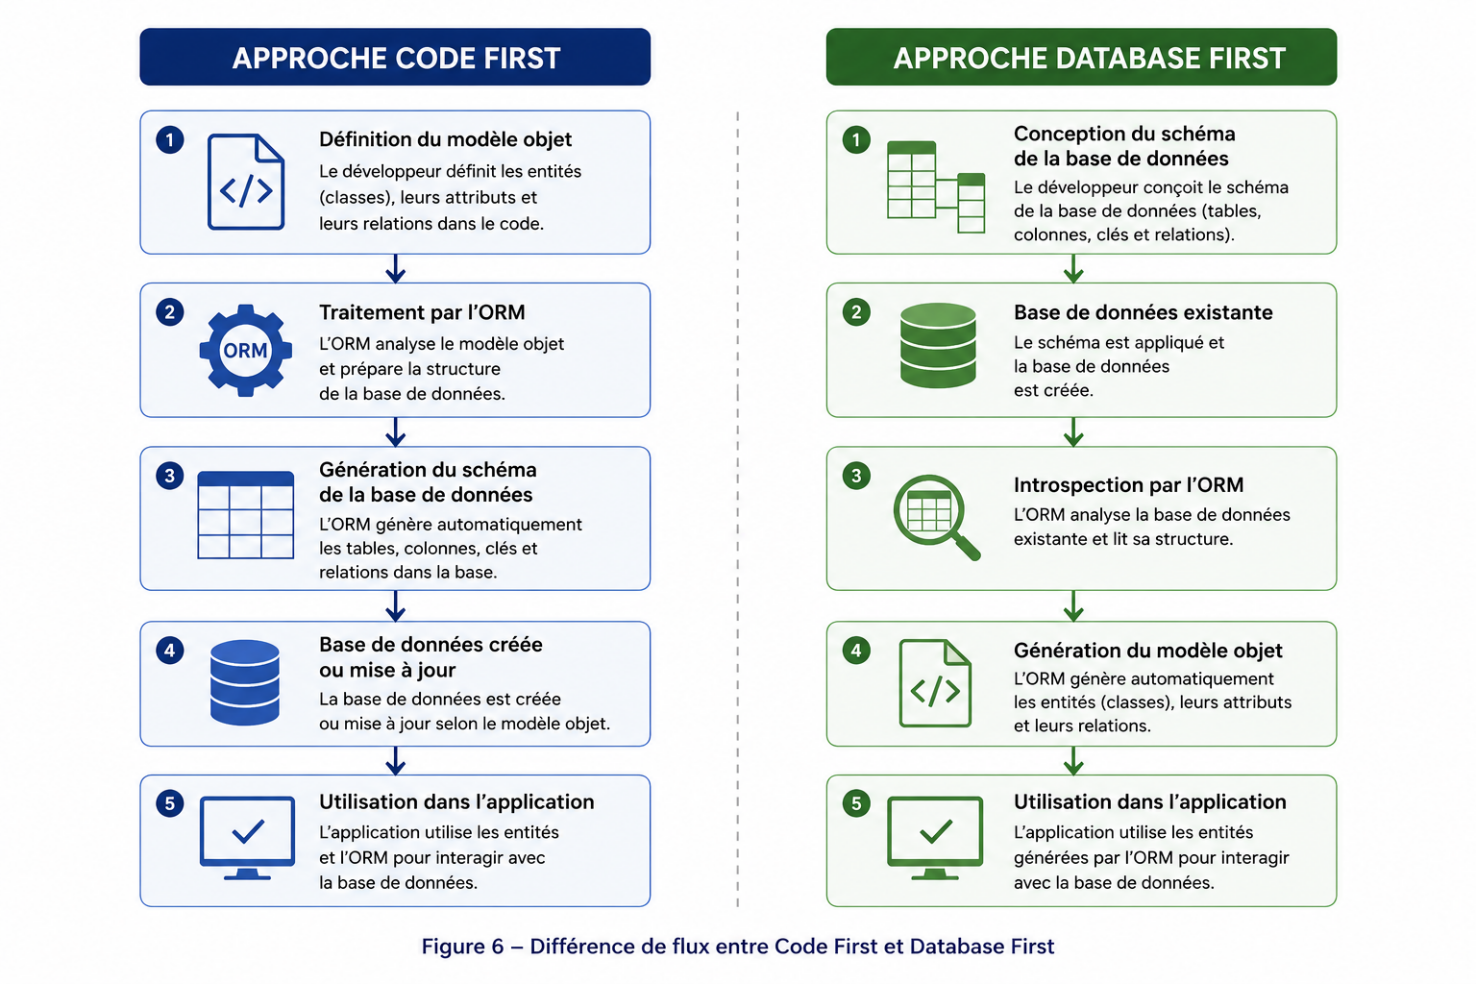 APPROCHE CODE FIRST
1
Définition du modèle objet
Le développeur définit les entités
(classes), leurs attributs et
leurs relations dans le code.
2
ORM
Traitement par l'ORM
L'ORM analyse le modèle objet
et prépare la structure
de la base de données.
3
Génération du schéma
de la base de données
L'ORM génère automatiquement
les tables, colonnes, clés et
relations dans la base.
4
Base de données créée
ou mise à jour
La base de données est créée
ou mise à jour selon le modèle objet.
5
Utilisation dans l'application
L'application utilise les entités
et l'ORM pour interagir avec
la base de données.
APPROCHE DATABASE FIRST
1
Conception du schéma
de la base de données
Le développeur conçoit le schéma
de la base de données (tables,
colonnes, clés et relations).
2
Base de données existante
Le schéma est appliqué et
la base de données
est créée.
3
Introspection par l'ORM
L'ORM analyse la base de données
existante et lit sa structure.
4
Génération du modèle objet
L'ORM génère automatiquement
les entités (classes), leurs attributs
et leurs relations.
5
Utilisation dans l'application
L'application utilise les entités
générées par l'ORM pour interagir
avec la base de données.
Figure 6 – Différence de flux entre Code First et Database First